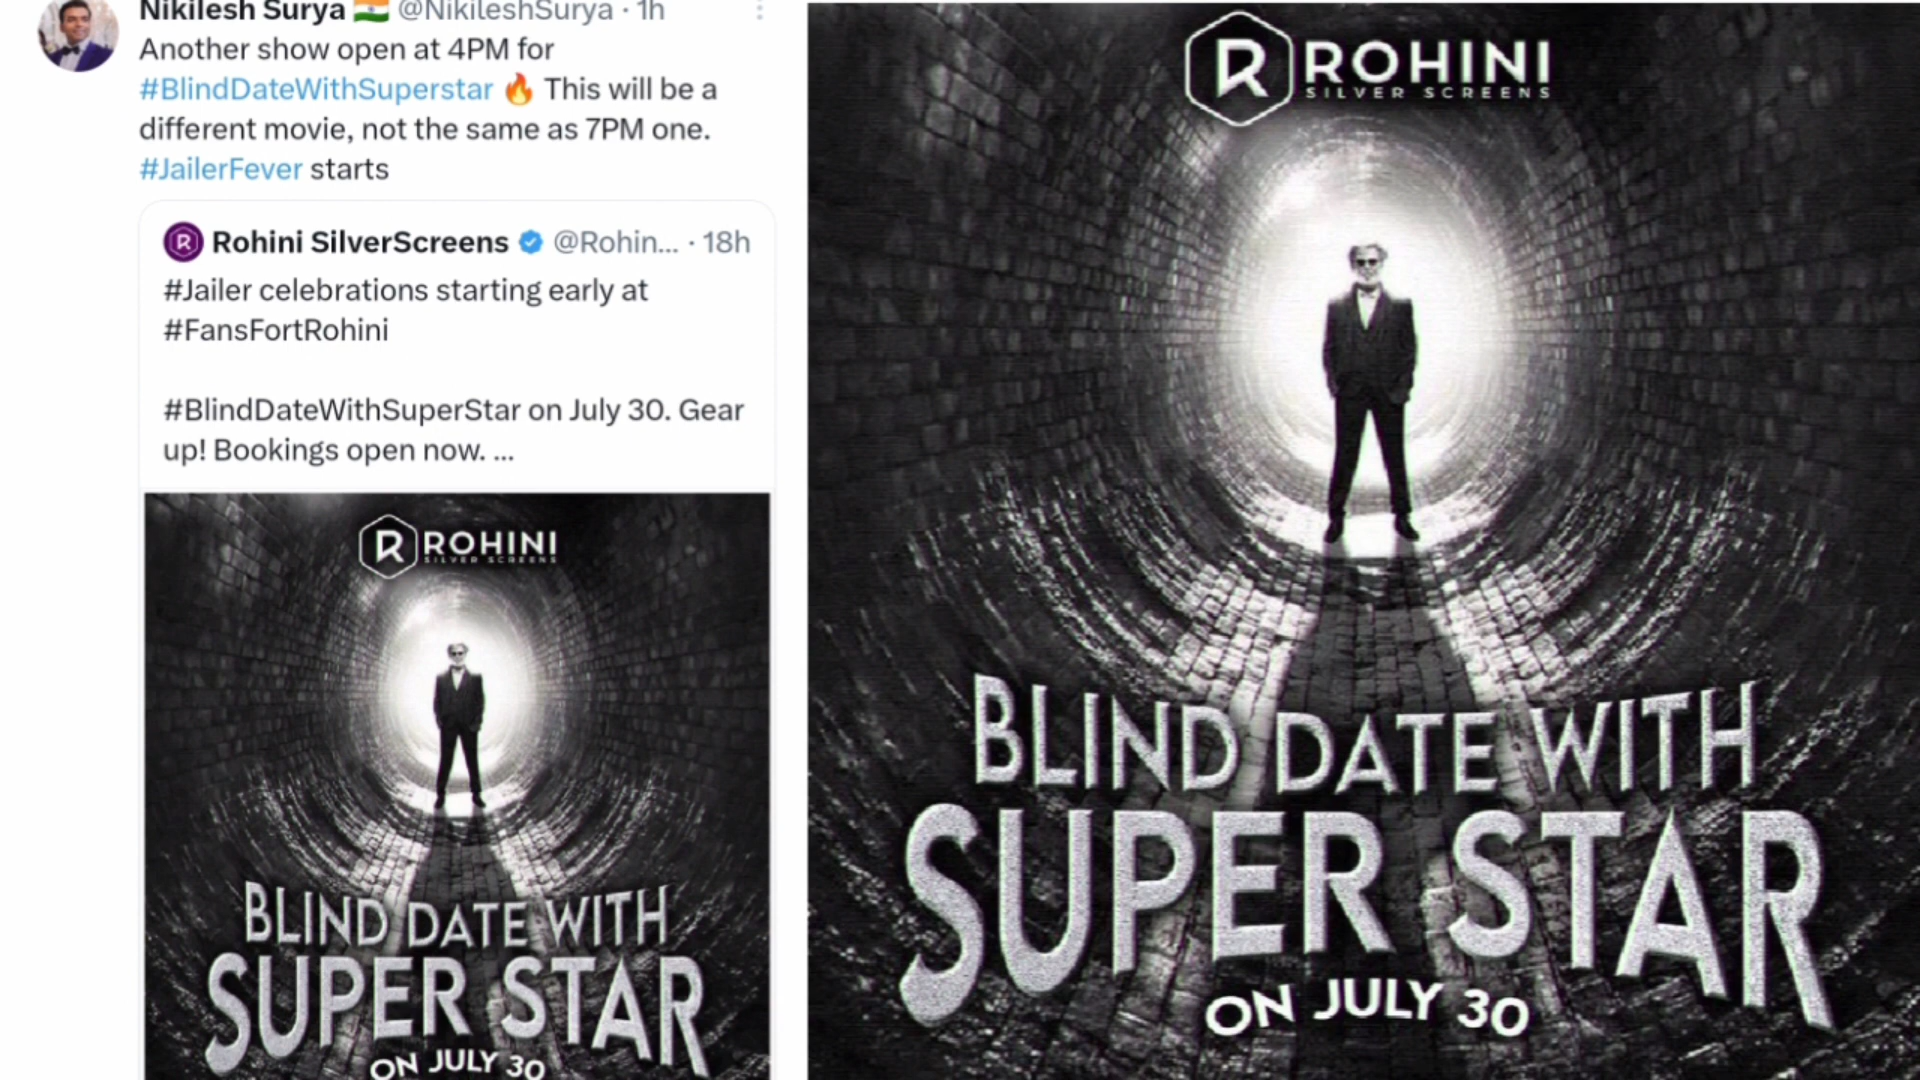 Nikilesh Surya 🇮🇳 @NikileshSurya · 1h
Another show open at 4PM for
#BlindDateWithSuperstar 🔥 This will be a
different movie, not the same as 7PM one.
#JailerFever starts
Rohini SilverScreens @Rohin... · 18h
#Jailer celebrations starting early at
#FansFortRohini
#BlindDateWithSuperStar on July 30. Gear
up! Bookings open now. ...
R ROHINI
SILVER SCREENS
BLIND DATE WITH
SUPER STAR
ON JULY 30
R ROHINI
SILVER SCREENS
BLIND DATE WITH
SUPER STAR
ON JULY 30